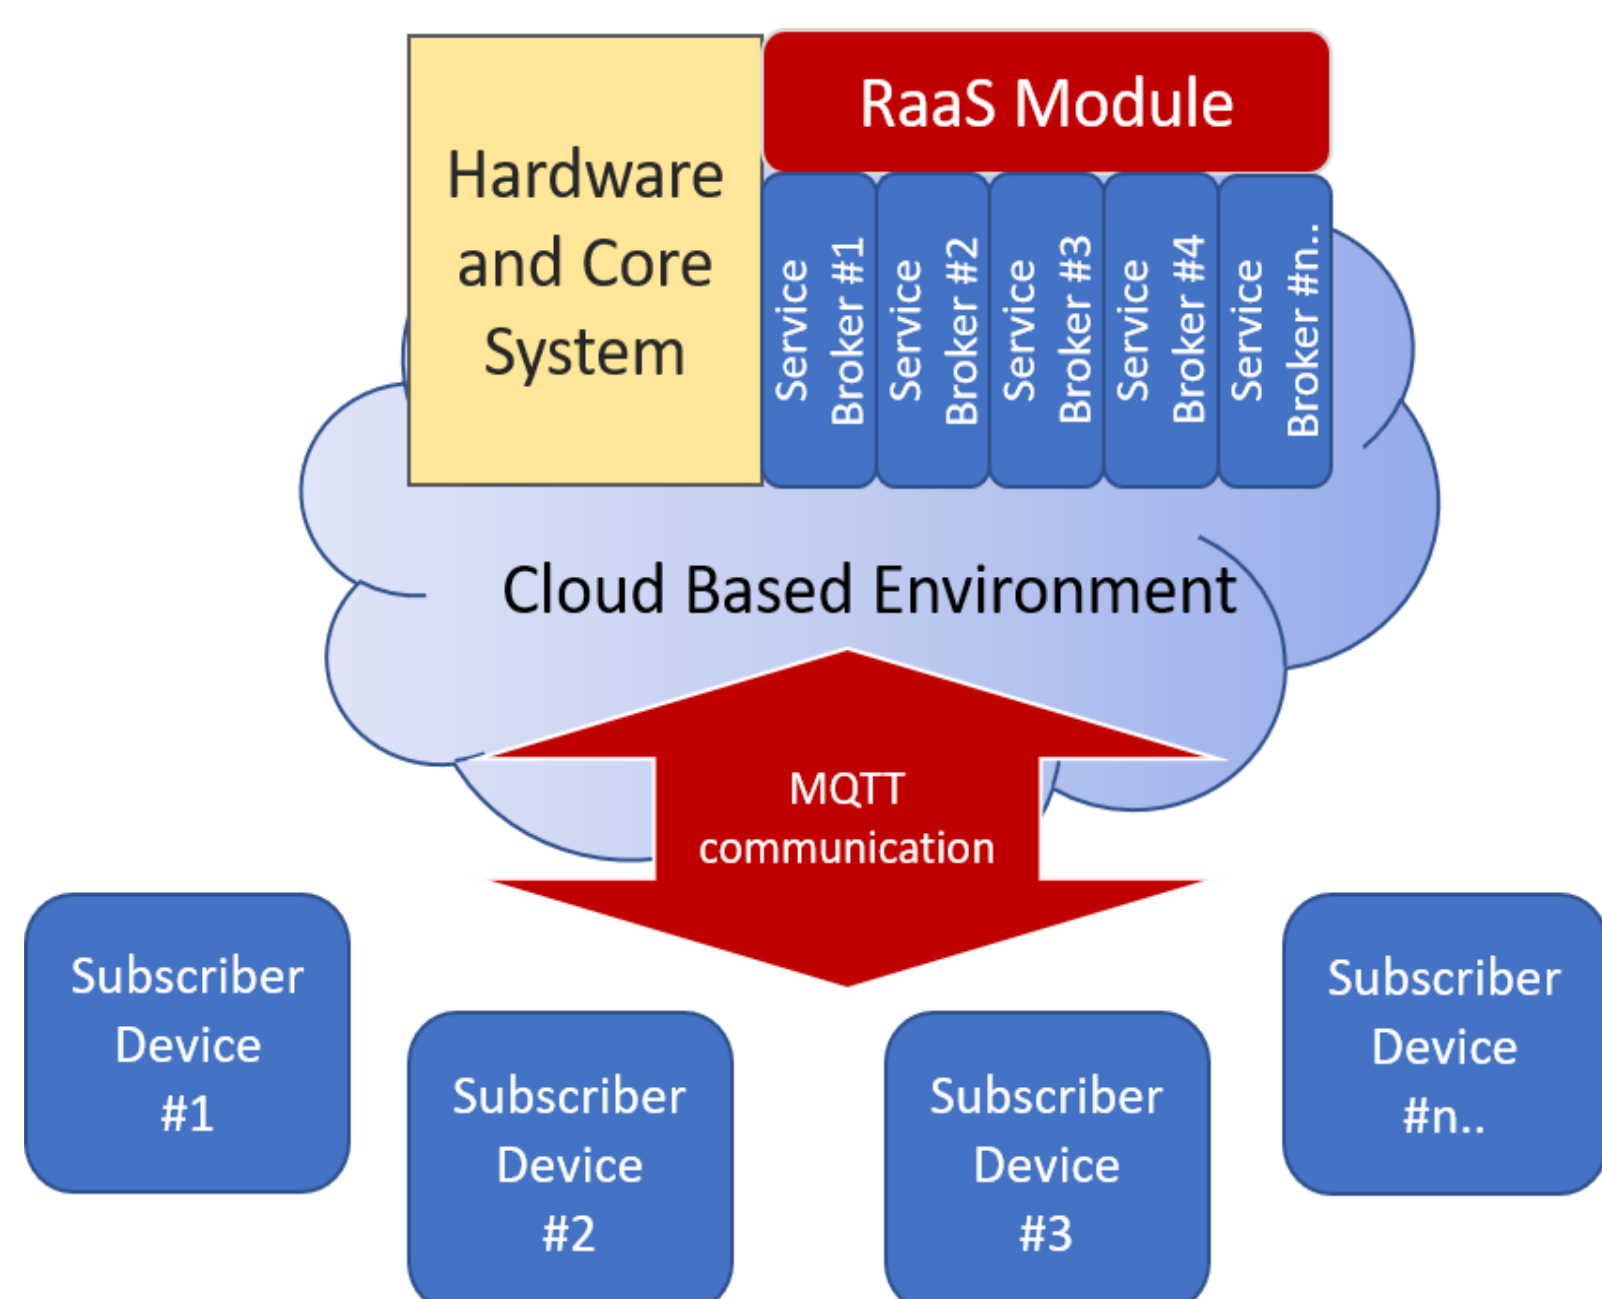 RaaS Module
Hardware
and Core
System
Service
Broker #1
Service
Broker #2
Service
Broker #3
Service
Broker #4
Service
Broker #n..
Cloud Based Environment
MQTT
communication
Subscriber
Device
#1
Subscriber
Device
#2
Subscriber
Device
#3
Subscriber
Device
#n..